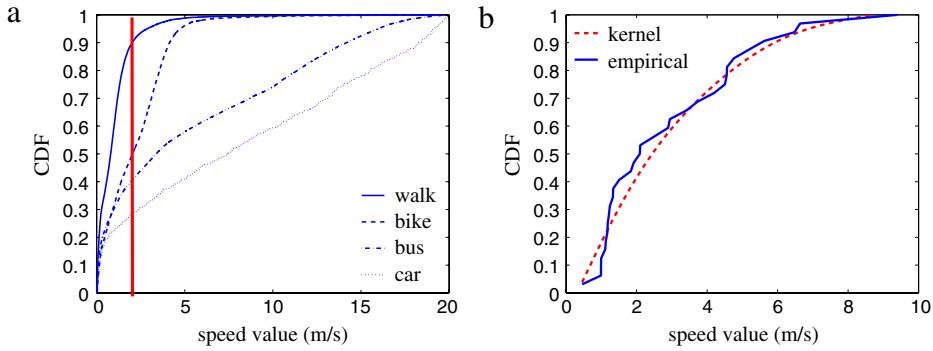 a
CDF
1
0.9
0.8
0.7
0.6
0.5
0.4
0.3
0.2
0.1
0
0 5 10 15 20
speed value (m/s)
walk
bike
bus
car
b
CDF
1
0.9
0.8
0.7
0.6
0.5
0.4
0.3
0.2
0.1
0
0 2 4 6 8 10
speed value (m/s)
kernel
empirical